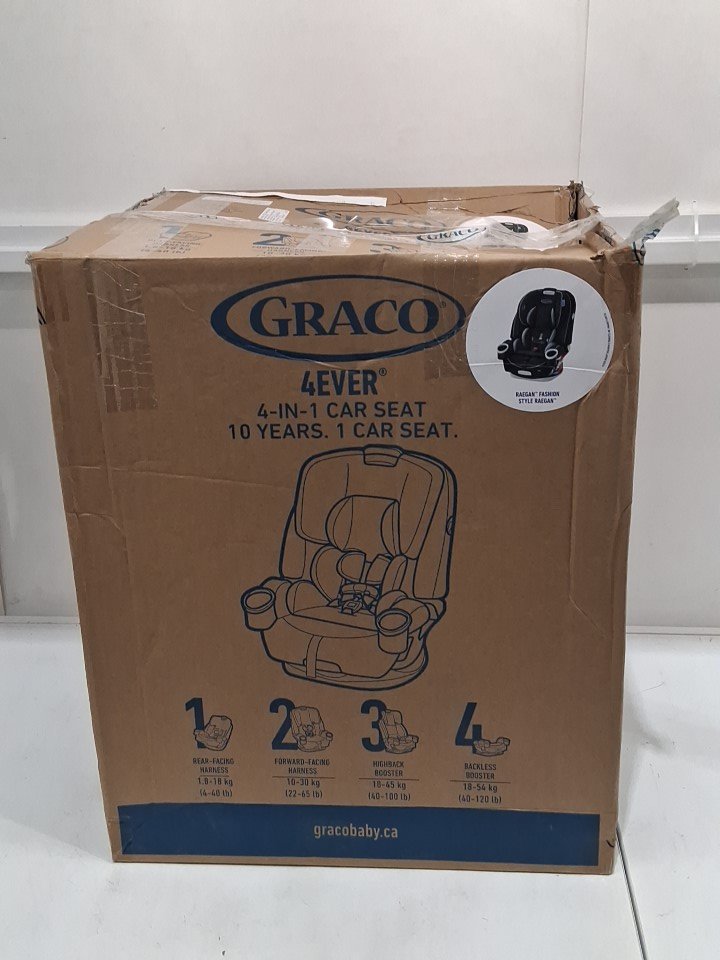 GRACO
GRACO
GRACO®
4EVER®
4-IN-1 CAR SEAT
10 YEARS. 1 CAR SEAT.
RAEGAN™ FASHION
STYLE RAEGAN™
1
REAR-FACING
HARNESS
1.8-18 kg
(4-40 lb)
2
FORWARD-FACING
HARNESS
10-30 kg
(22-65 lb)
3
HIGHBACK
BOOSTER
18-45 kg
(40-100 lb)
4
BACKLESS
BOOSTER
18-54 kg
(40-120 lb)
gracobaby.ca